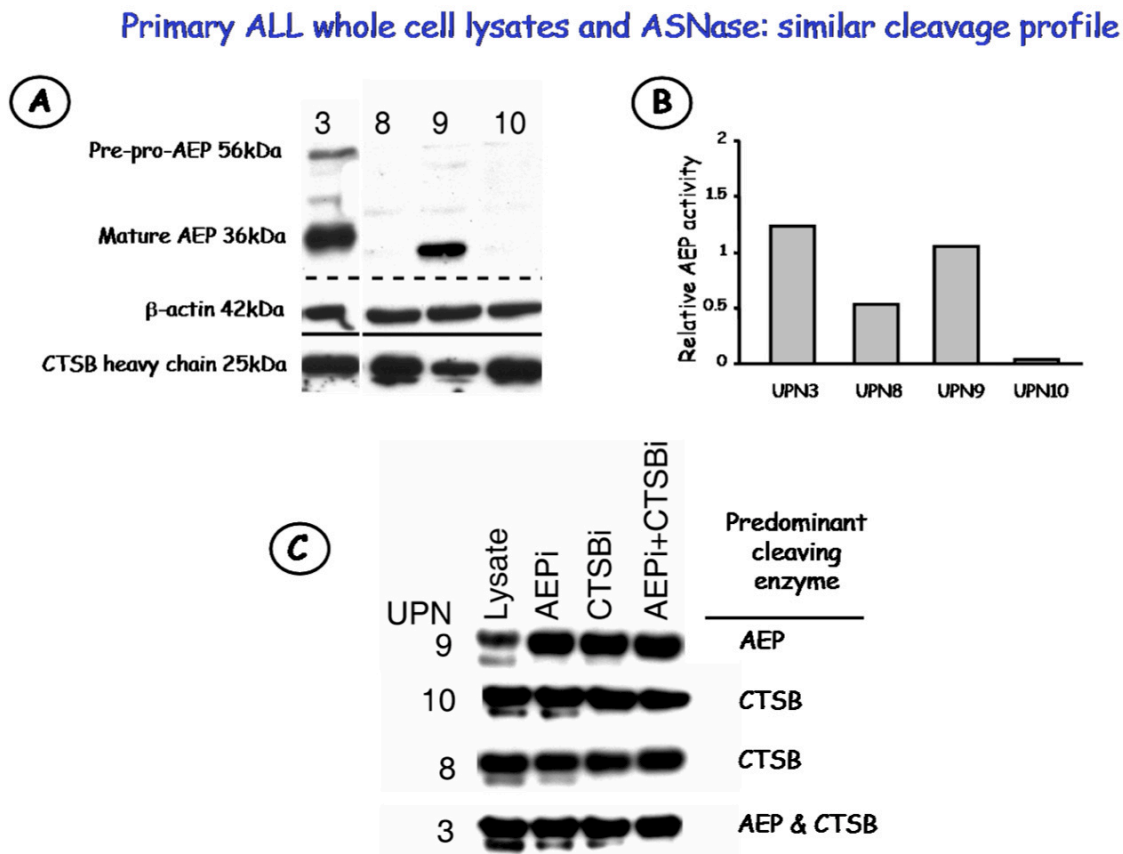 Primary ALL whole cell lysates and ASNase: similar cleavage profile
A
3 8 9 10
Pre-pro-AEP 56kDa
Mature AEP 36kDa
β-actin 42kDa
CTSB heavy chain 25kDa
B
Relative AEP activity
2
1.5
1
0.5
0
UPN3 UPN8 UPN9 UPN10
C
UPN
Lysate
AEPi
CTSBi
AEPi+CTSBi
Predominant
cleaving
enzyme
9 AEP
10 CTSB
8 CTSB
3 AEP & CTSB